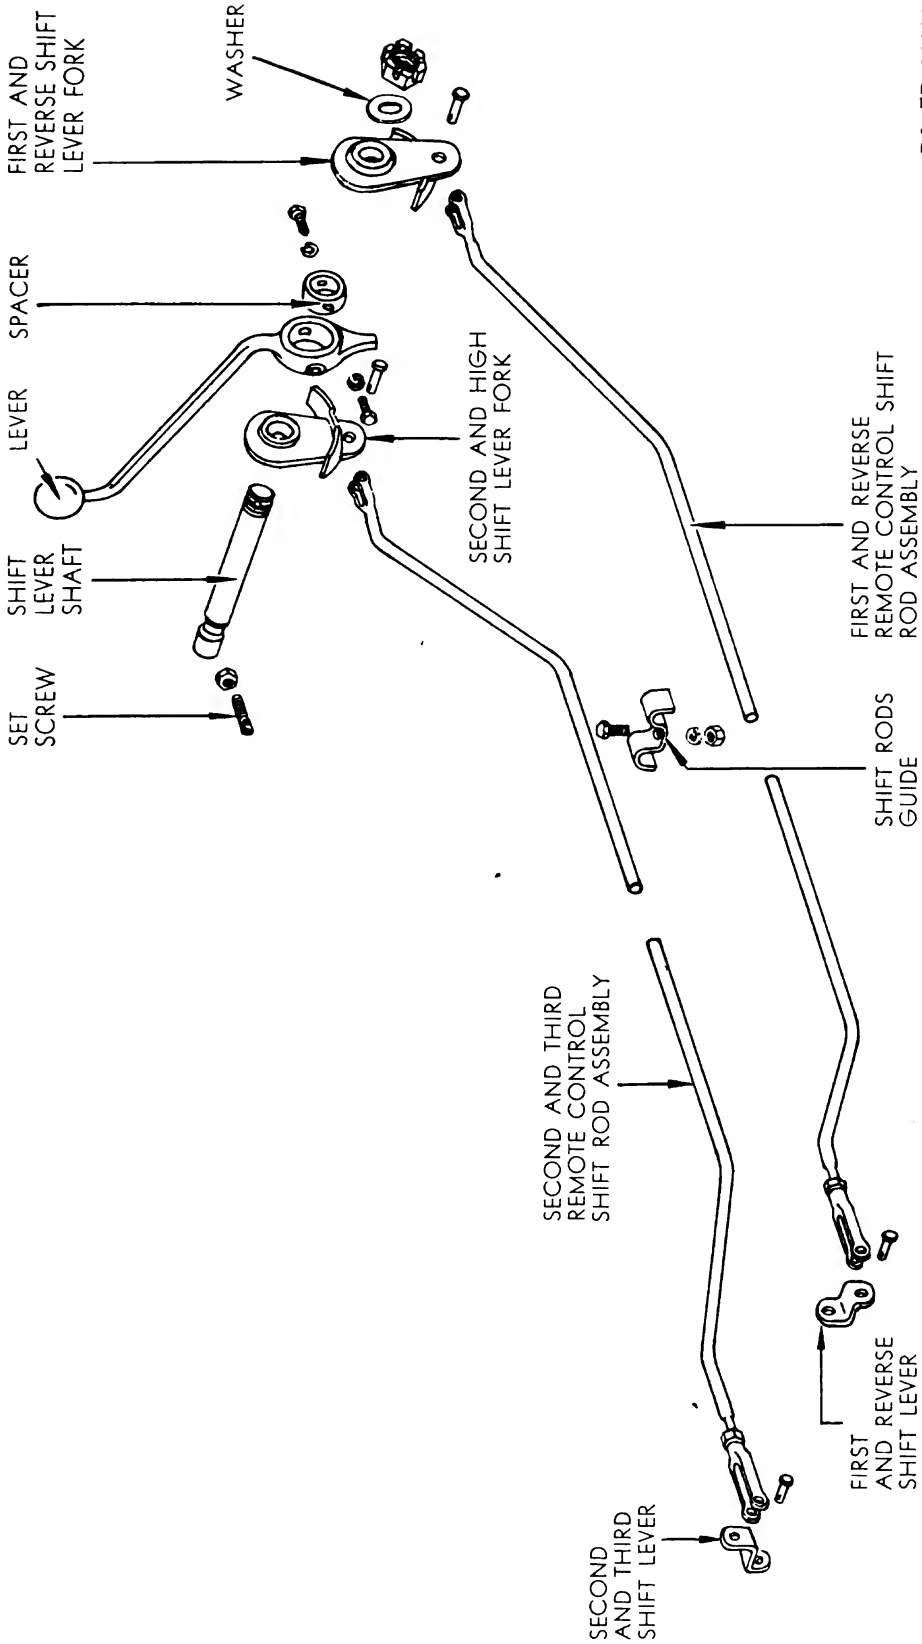 FIRST AND
REVERSE SHIFT
LEVER FORK
WASHER
SPACER
LEVER
SHIFT
LEVER
SHAFT
SET
SCREW
SECOND AND HIGH
SHIFT LEVER FORK
FIRST AND REVERSE
REMOTE CONTROL SHIFT
ROD ASSEMBLY
SHIFT RODS
GUIDE
SECOND AND THIRD
REMOTE CONTROL
SHIFT ROD ASSEMBLY
FIRST
AND REVERSE
SHIFT LEVER
SECOND
AND THIRD
SHIFT LEVER